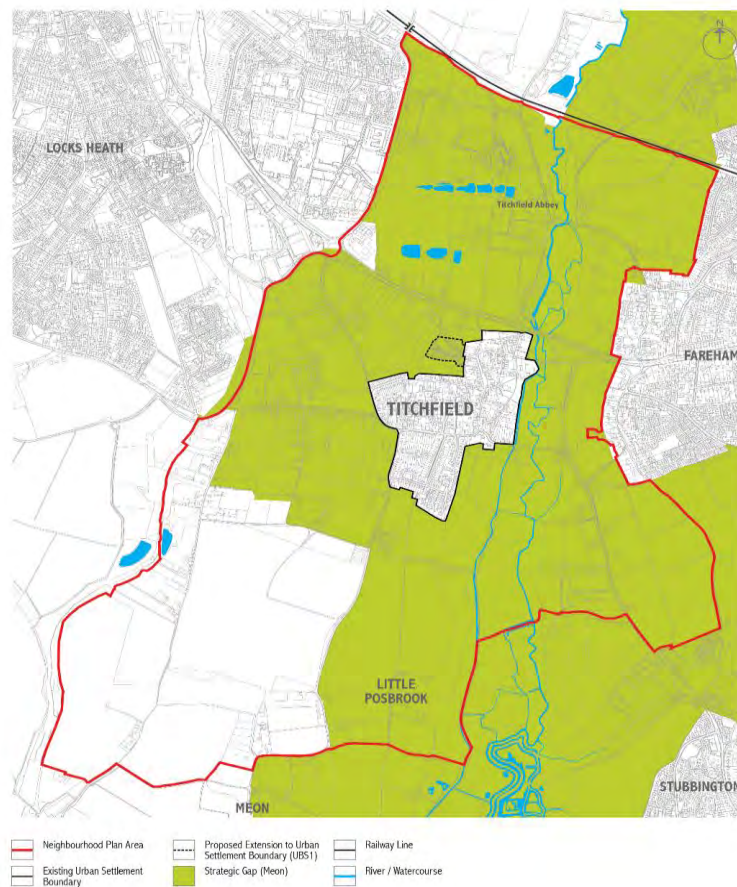 N
LOCKS HEATH
Titchfield Abbey
FAREHAM
TITCHFIELD
LITTLE
POSBROOK
STUBBINGTON
MEON
Neighbourhood Plan Area
Proposed Extension to Urban
Settlement Boundary (UBS1)
Railway Line
Existing Urban Settlement
Boundary
Strategic Gap (Meon)
River / Watercourse